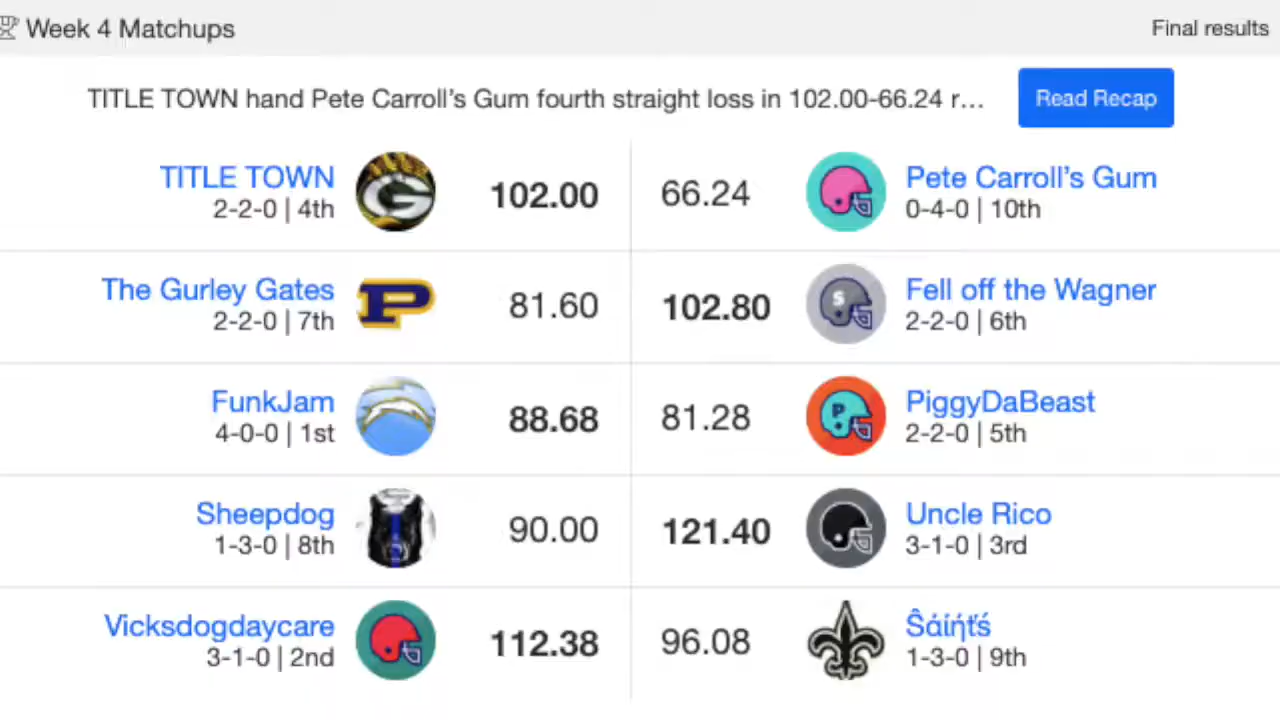 Week 4 Matchups
Final results
TITLE TOWN hand Pete Carroll’s Gum fourth straight loss in 102.00-66.24 r…
Read Recap
TITLE TOWN
2-2-0 | 4th
G
102.00
66.24
Pete Carroll’s Gum
0-4-0 | 10th
The Gurley Gates
2-2-0 | 7th
P
81.60
102.80
S
Fell off the Wagner
2-2-0 | 6th
FunkJam
4-0-0 | 1st
88.68
81.28
P
PiggyDaBeast
2-2-0 | 5th
Sheepdog
1-3-0 | 8th
90.00
121.40
Uncle Rico
3-1-0 | 3rd
Vicksdogdaycare
3-1-0 | 2nd
112.38
96.08
Ŝάίήťś
1-3-0 | 9th